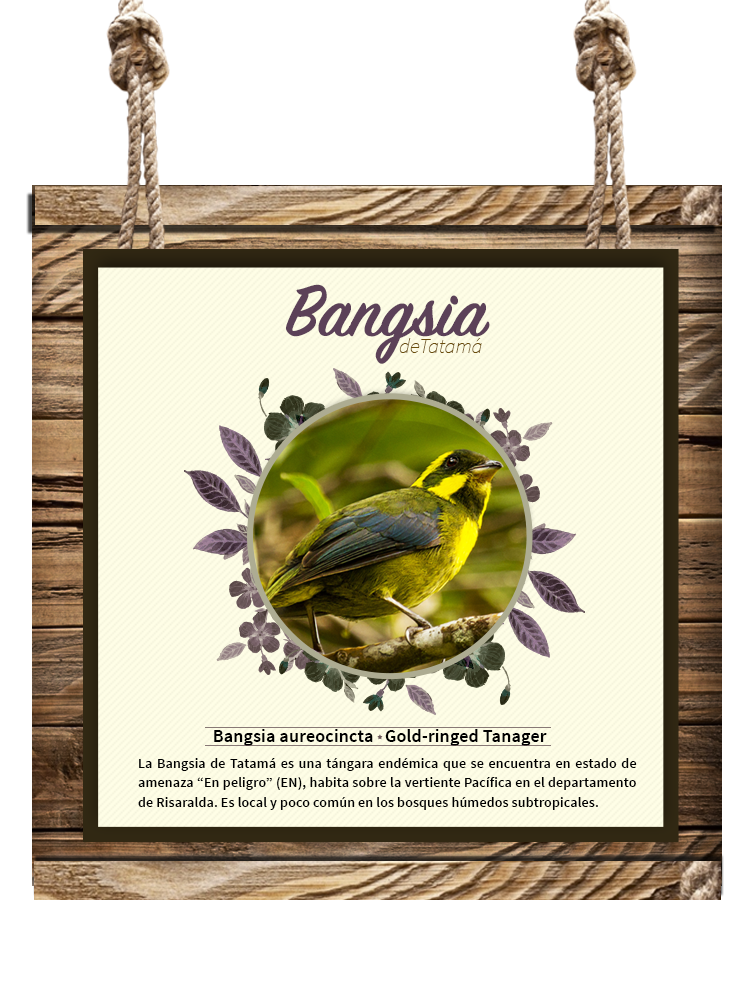 Bangsia
deTatamá
Bangsia aureocincta • Gold-ringed Tanager
La Bangsia de Tatamá es una tángara endémica que se encuentra en estado de
amenaza “En peligro” (EN), habita sobre la vertiente Pacífica en el departamento
de Risaralda. Es local y poco común en los bosques húmedos subtropicales.